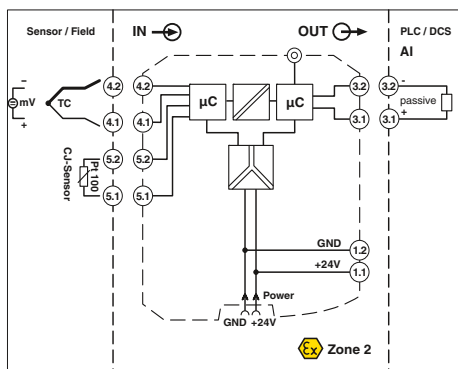 Sensor / Field
IN
OUT
PLC / DCS
AI
mV
TC
−
+
4.2
4.1
5.2
5.1
CJ-Sensor
Pt 100
4.2
4.1
5.2
5.1
µC
µC
3.2
3.1
3.2
3.1
-
passive
+
GND
1.2
+24V
1.1
Power
GND +24V
Ex Zone 2